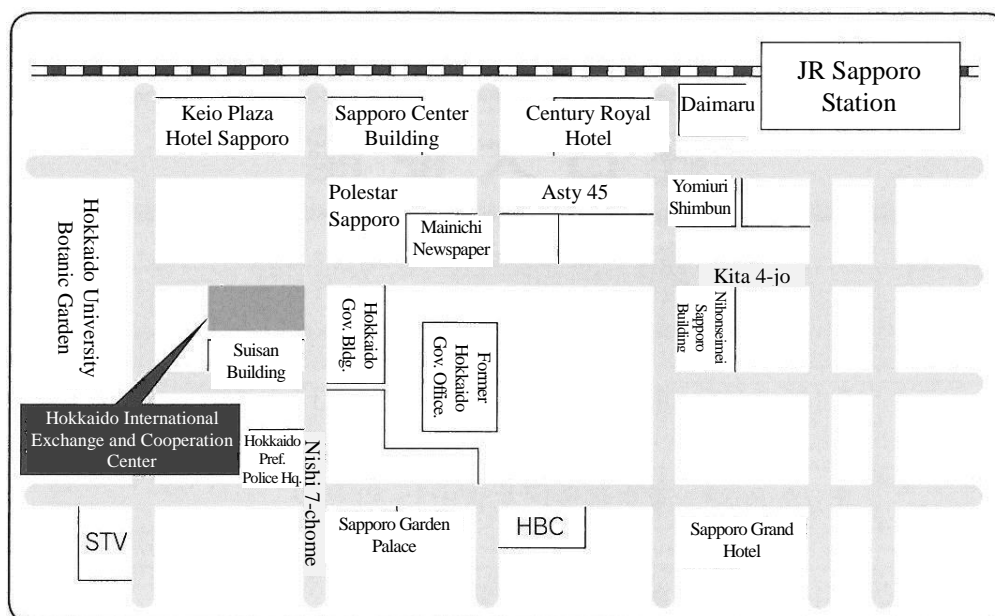 JR Sapporo
Station
Keio Plaza
Hotel Sapporo
Sapporo Center
Building
Century Royal
Hotel
Daimaru
Hokkaido University
Botanic Garden
Polestar
Sapporo
Mainichi
Newspaper
Asty 45
Yomiuri
Shimbun
Kita 4-jo
Suisan
Building
Hokkaido
Gov. Bldg.
Former
Hokkaido
Gov. Office.
Nihonseimei
Sapporo
Building
Hokkaido International
Exchange and Cooperation
Center
Hokkaido
Pref.
Police Hq.
Nishi 7-chome
STV
Sapporo Garden
Palace
HBC
Sapporo Grand
Hotel